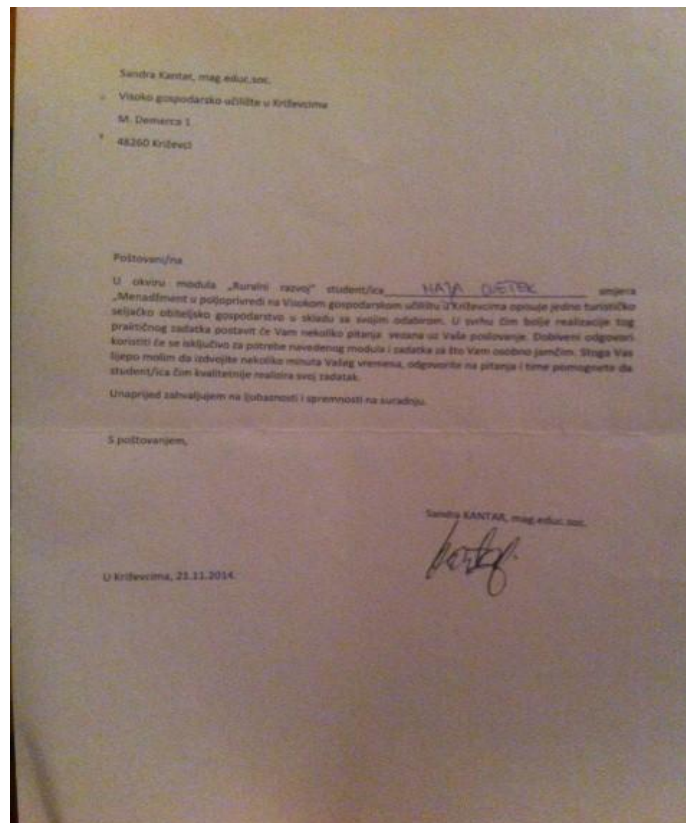 Sandra Kantar, mag.educ.soc.
Visoko gospodarsko učilište u Križevcima
M. Demerca 1
48260 Križevci
Poštovani/na
U okviru modula „Ruralni razvoj" student/ica smjera
„Menadžment u poljoprivredi na Visokom gospodarskom učilištu u Križevcima opisuje jedno turističko
seljačko obiteljsko gospodarstvo u skladu sa svojim odabirom. U svrhu čim bolje realizacije tog
praktičnog zadatka postavit će Vam nekoliko pitanja vezana uz Vaše poslovanje. Dobiveni odgovori
koristiti će se isključivo za potrebe navedenog modula i zadatka za što Vam osobno jamčim. Stoga Vas
lijepo molim da izdvojite nekoliko minuta Vašeg vremena, odgovorite na pitanja i time pomognete da
student/ica čim kvalitetnije realizira svoj zadatak.
Unaprijed zahvaljujem na ljubaznosti i spremnosti na suradnju.
S poštovanjem,
Sandra KANTAR, mag.educ.soc.
U Križevcima, 21.11.2014.